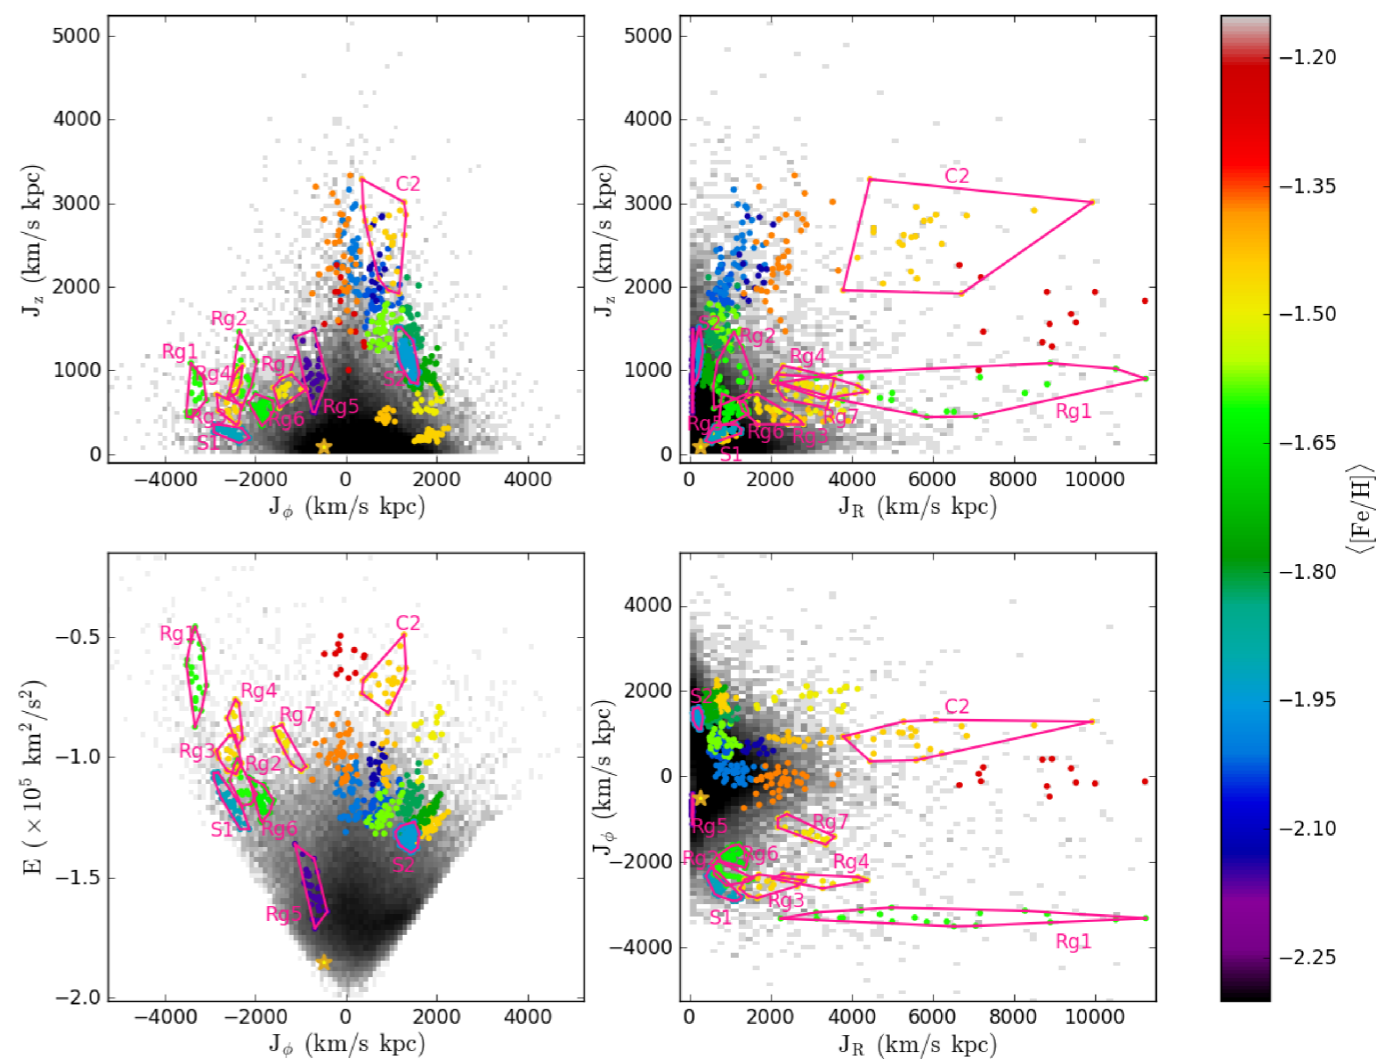 5000
4000
3000
2000
1000
0
J_z (km/s kpc)
C2
Rg2
Rg1
Rg4
Rg7
S2
Rg5
Rg6
S1
−4000 −2000 0 2000 4000
J_ϕ (km/s kpc)
5000
4000
3000
2000
1000
0
J_z (km/s kpc)
C2
Rg2
Rg4
Rg1
Rg7
Rg6
Rg3
S1
0 2000 4000 6000 8000 10000
J_R (km/s kpc)
−0.5
−1.0
−1.5
−2.0
E ( × 10^5 km^2/s^2)
Rg1
C2
Rg4
Rg7
Rg3
Rg2
S1
Rg6
S2
Rg5
−4000 −2000 0 2000 4000
J_ϕ (km/s kpc)
4000
2000
0
−2000
−4000
J_ϕ (km/s kpc)
S2
C2
Rg5
Rg7
Rg2
Rg6
Rg4
Rg3
S1
Rg1
0 2000 4000 6000 8000 10000
J_R (km/s kpc)
−1.20
−1.35
−1.50
−1.65
−1.80
−1.95
−2.10
−2.25
⟨[Fe/H]⟩